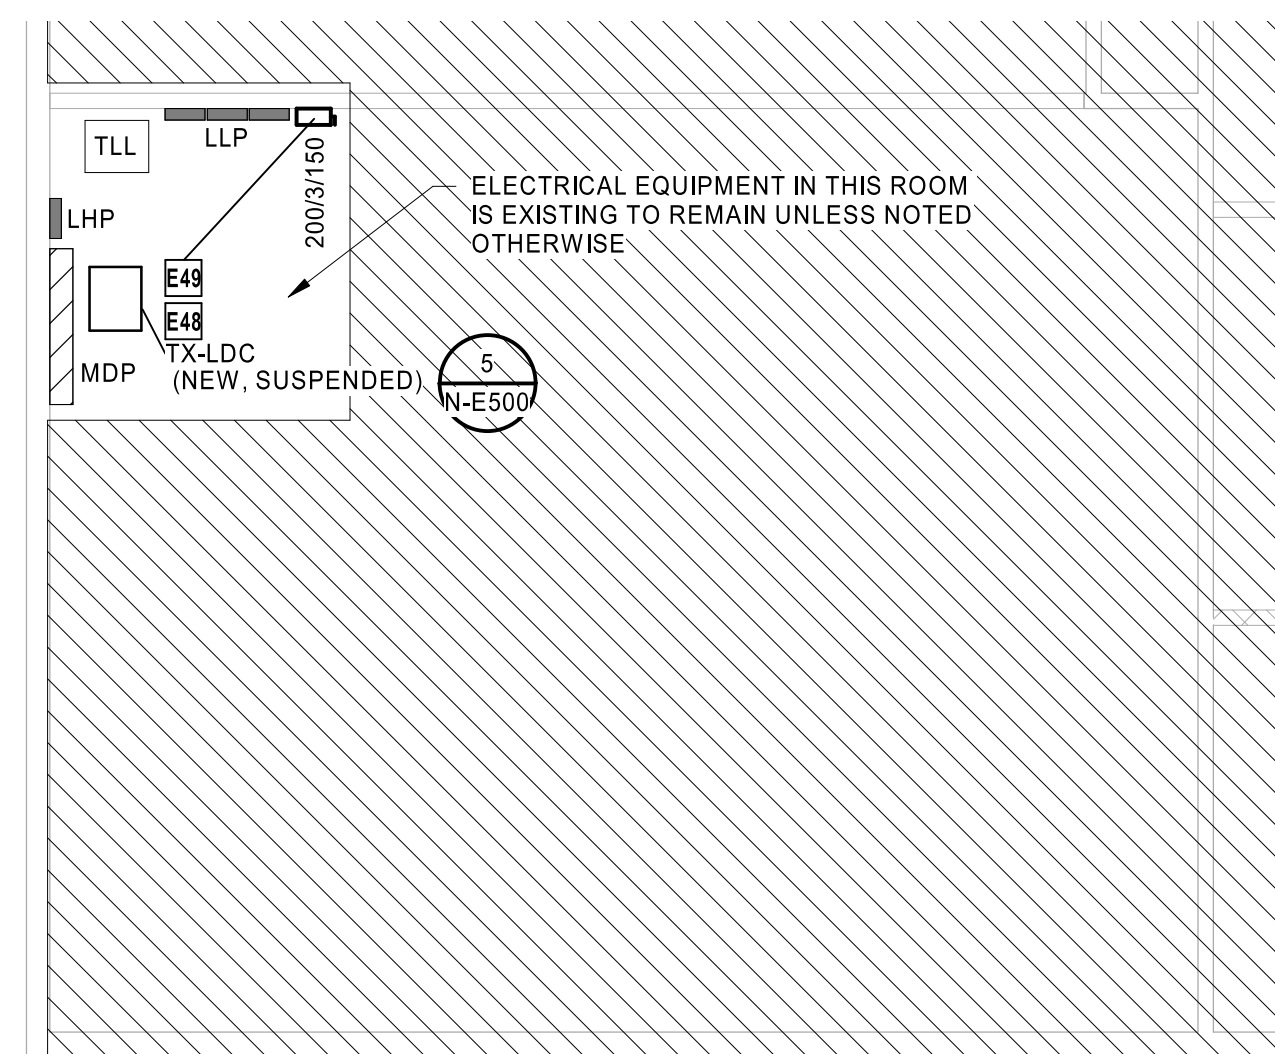 TLL
LLP
200/3/150
LHP
ELECTRICAL EQUIPMENT IN THIS ROOM
IS EXISTING TO REMAIN UNLESS NOTED
OTHERWISE
E49
E48
TX-LDC
(NEW, SUSPENDED)
MDP
5
N-E500